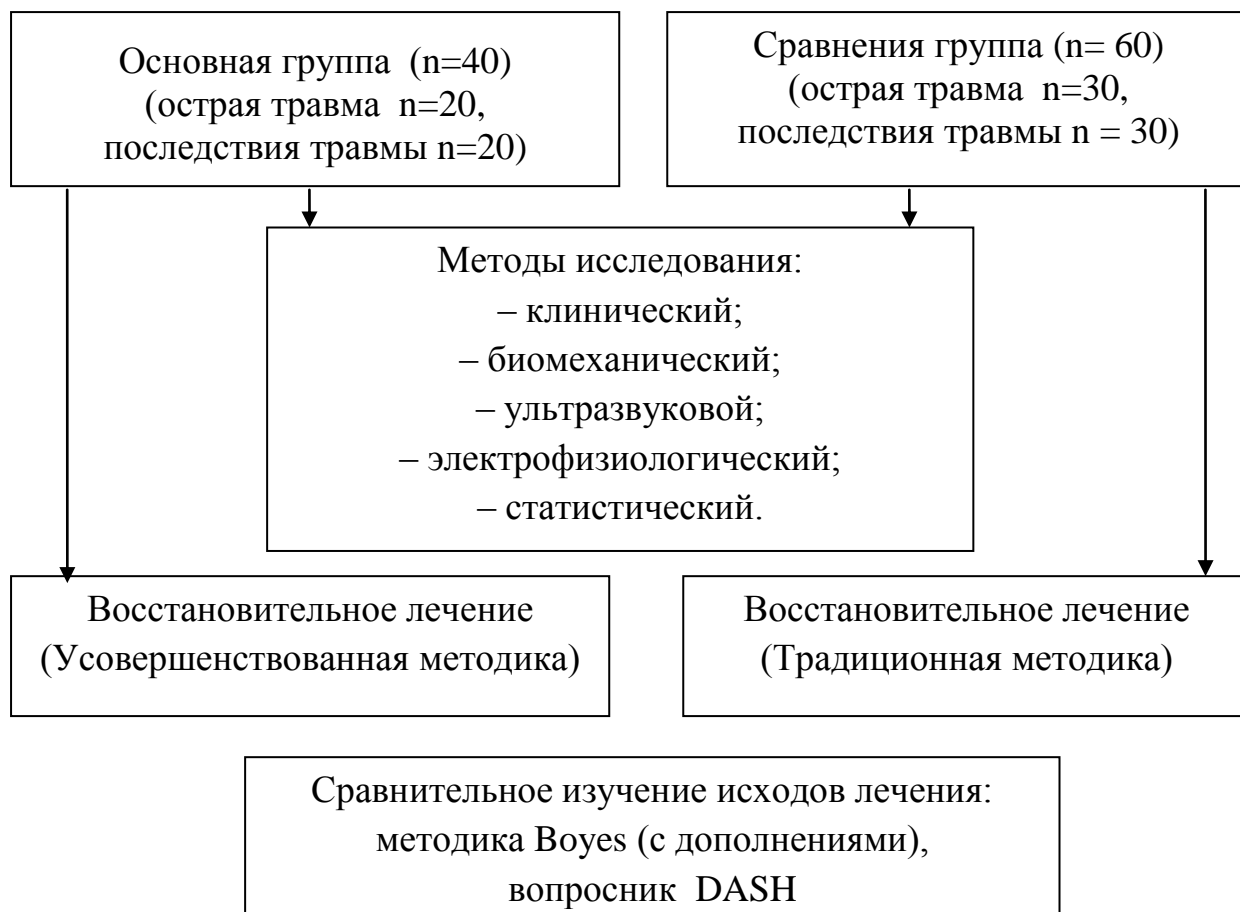 Основная группа (n=40)
(острая травма n=20,
последствия травмы n=20)
Сравнения группа (n= 60)
(острая травма n=30,
последствия травмы n = 30)
Методы исследования:
– клинический;
– биомеханический;
– ультразвуковой;
– электрофизиологический;
– статистический.
Восстановительное лечение
(Усовершенствованная методика)
Восстановительное лечение
(Традиционная методика)
Сравнительное изучение исходов лечения:
методика Boyes (с дополнениями),
вопросник DASH